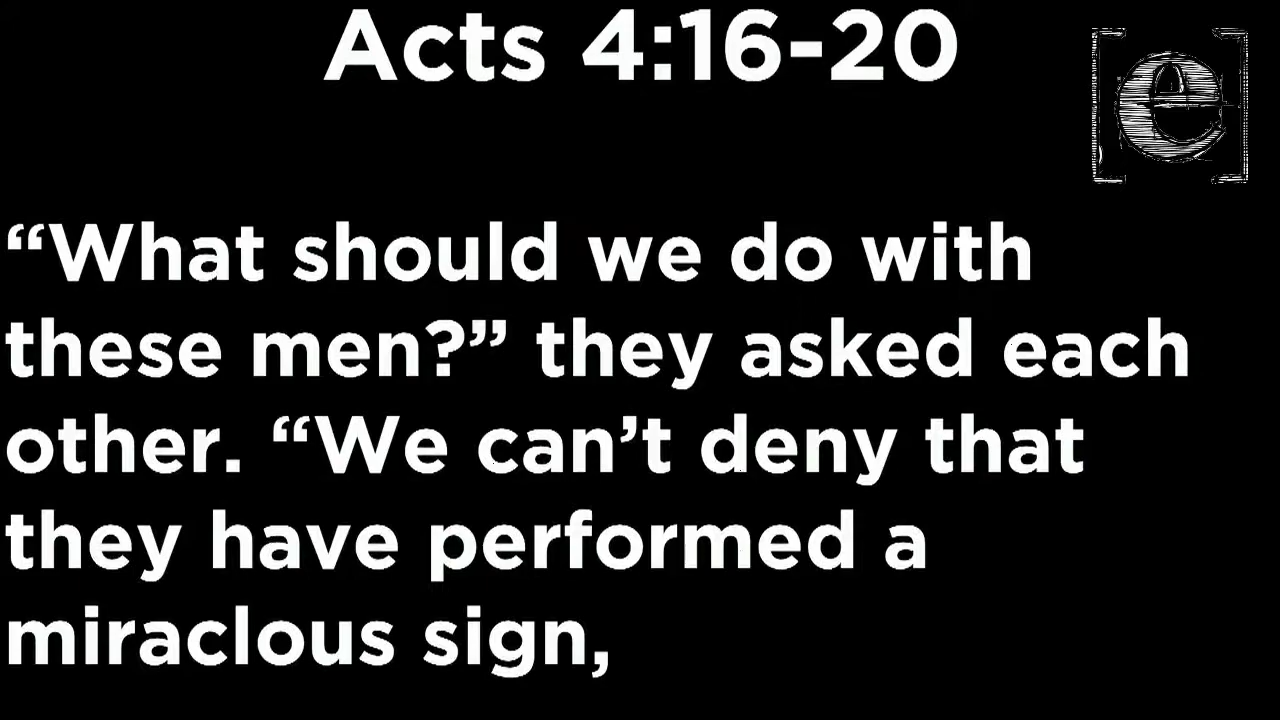 Acts 4:16-20
e
“What should we do with
these men?” they asked each
other. “We can’t deny that
they have performed a
miraclous sign,